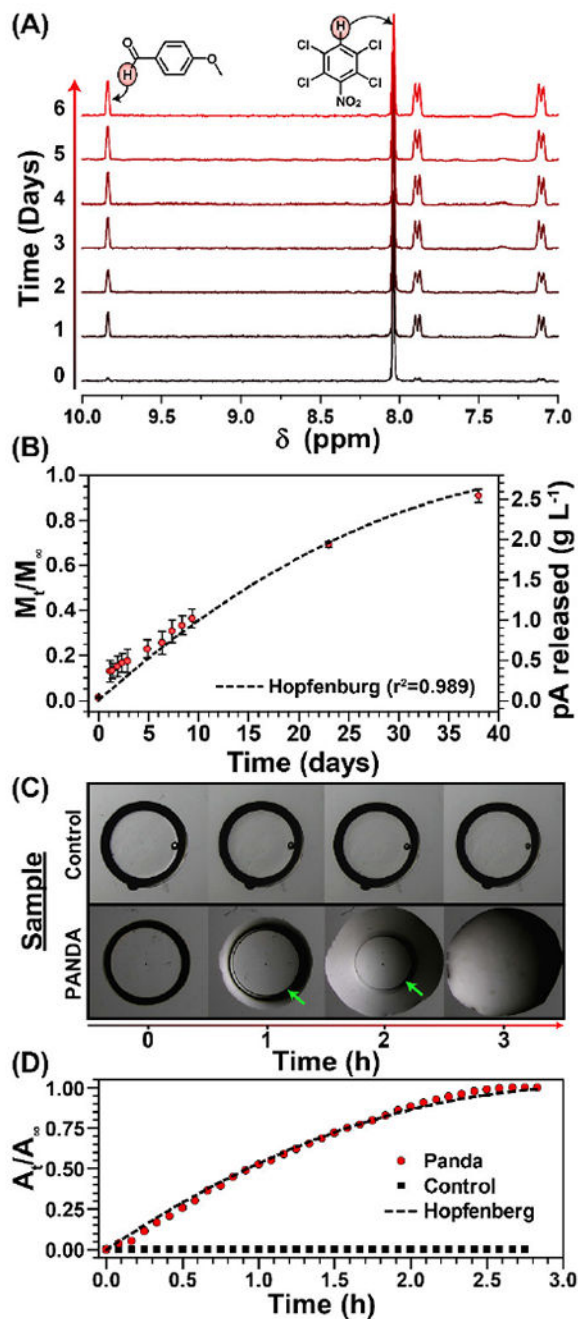 (A)
H
O
O
H
Cl
Cl
Cl
Cl
NO₂
Time (Days)
6
5
4
3
2
1
0
10.0 9.5 9.0 8.5 8.0 7.5 7.0
δ (ppm)
(B)
Mt/M∞
1.0
0.8
0.6
0.4
0.2
0.0
pA released (g L⁻¹)
2.5
2.0
1.5
1.0
0.5
0.0
Hopfenburg (r²=0.989)
0 5 10 15 20 25 30 35 40
Time (days)
(C)
Sample
Control
PANDA
0 1 2 3
Time (h)
(D)
At/A∞
1.00
0.75
0.50
0.25
0.00
Panda
Control
Hopfenberg
0.0 0.5 1.0 1.5 2.0 2.5 3.0
Time (h)